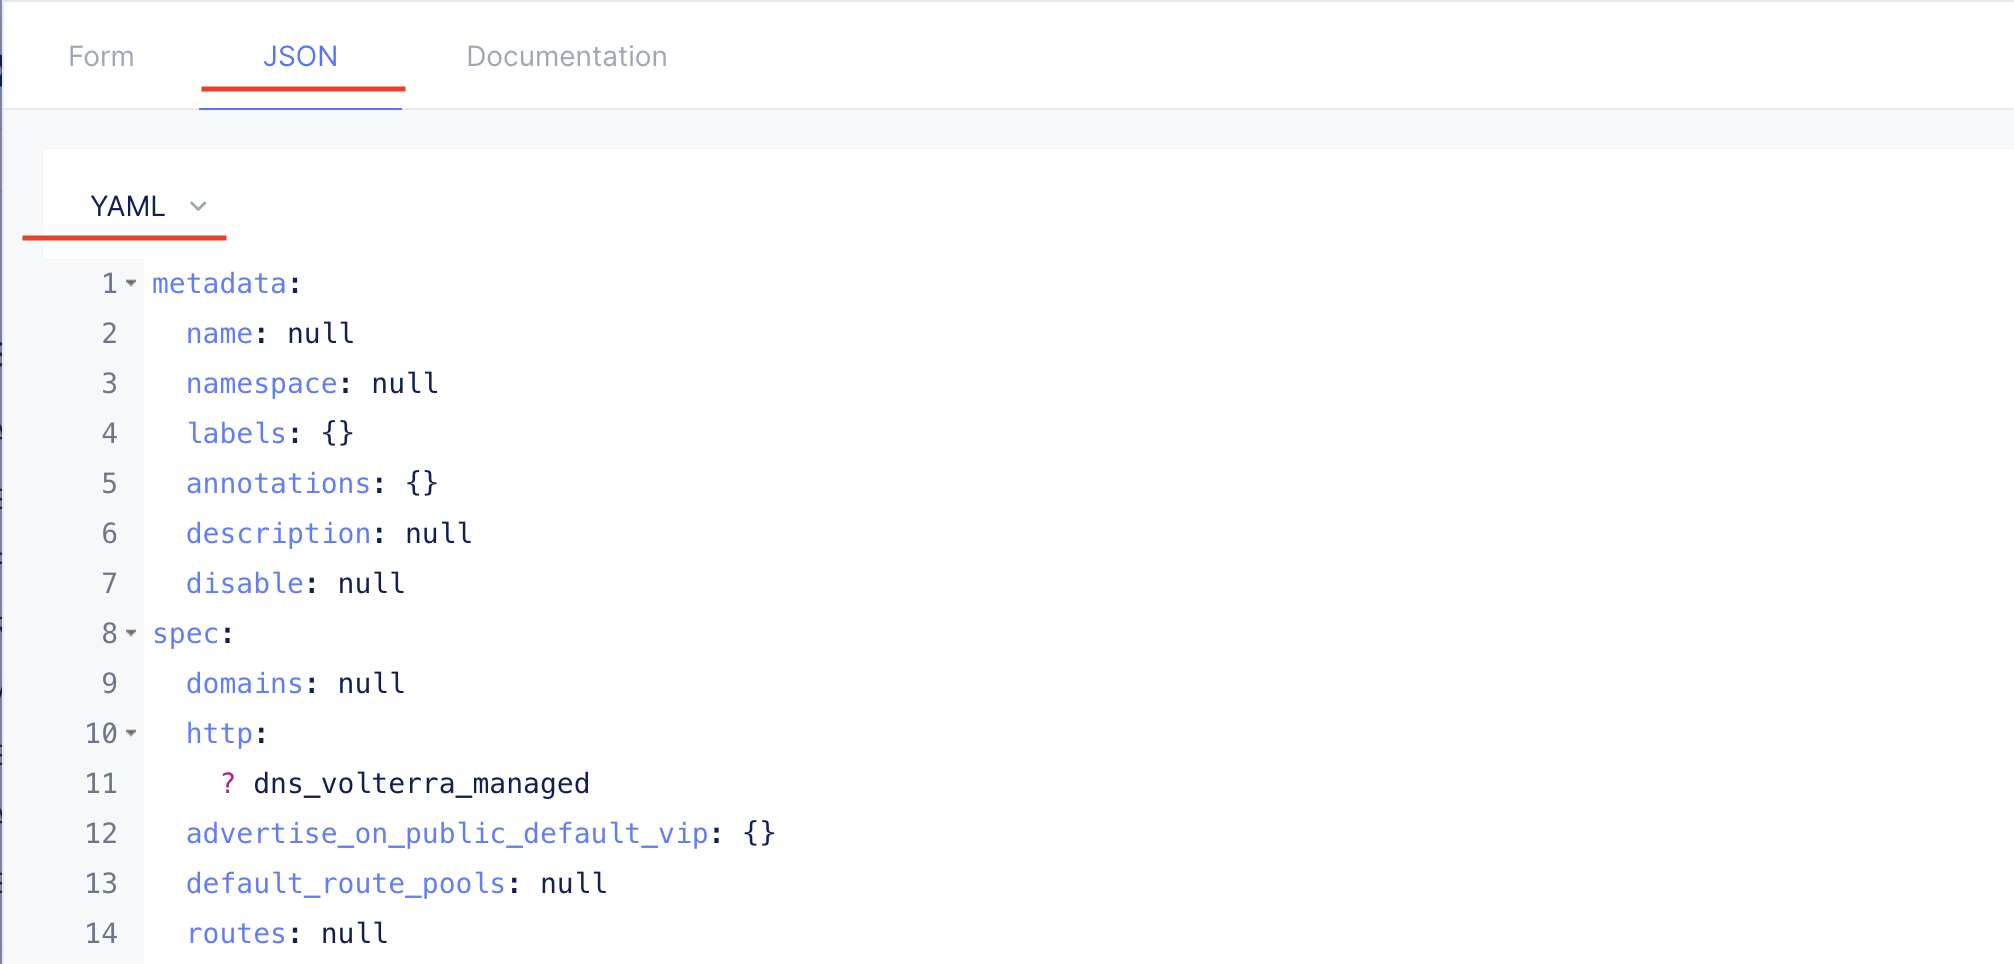 Form JSON Documentation
YAML
1 metadata:
2 name: null
3 namespace: null
4 labels: {}
5 annotations: {}
6 description: null
7 disable: null
8 spec:
9 domains: null
10 http:
11 ? dns_volterra_managed
12 advertise_on_public_default_vip: {}
13 default_route_pools: null
14 routes: null